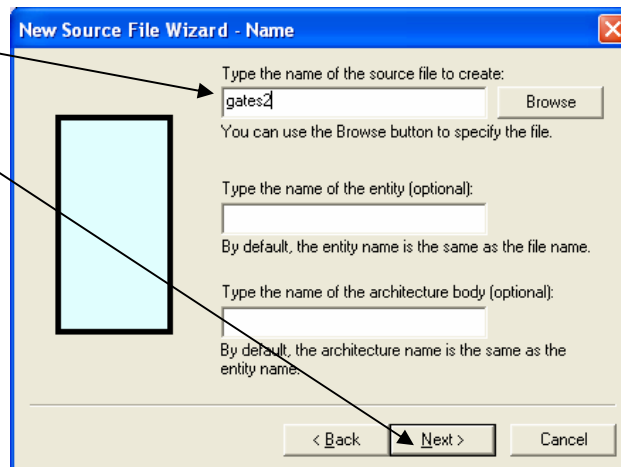 New Source File Wizard - Name
Type the name of the source file to create:
gates2
Browse
You can use the Browse button to specify the file.
Type the name of the entity (optional):
By default, the entity name is the same as the file name.
Type the name of the architecture body (optional):
By default, the architecture name is the same as the
entity name.
< Back
Next >
Cancel